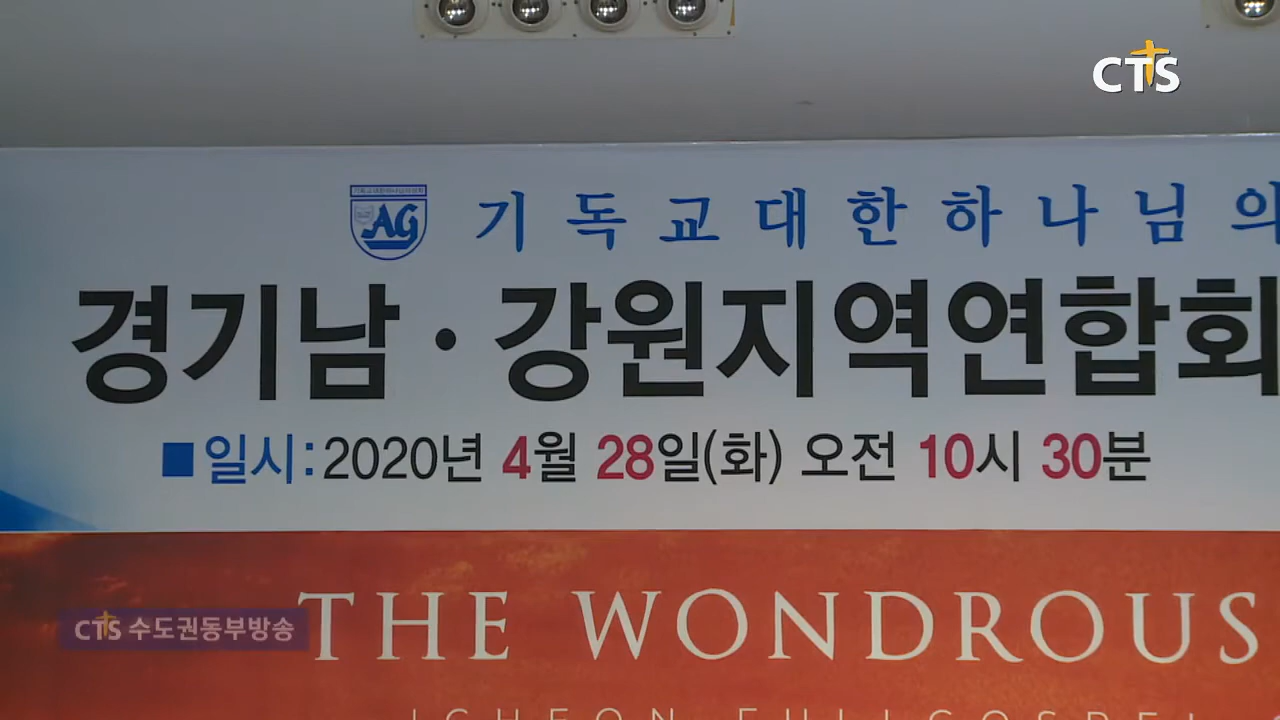 CTS
AG 기독교대한하나님의
경기남·강원지역연합회
■일시:2020년 4월 28일(화) 오전 10시 30분
THE WONDROUS
CTS 수도권동부방송
ICHEON FULLGOSPEL